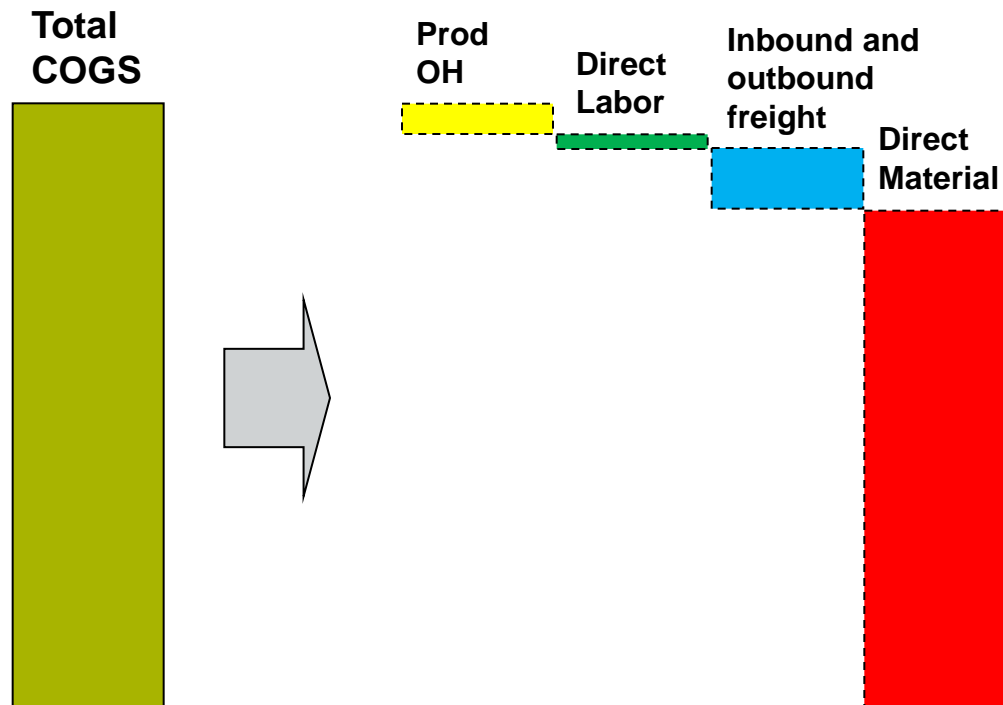 Total
COGS
Prod
OH
Direct
Labor
Inbound and
outbound
freight
Direct
Material